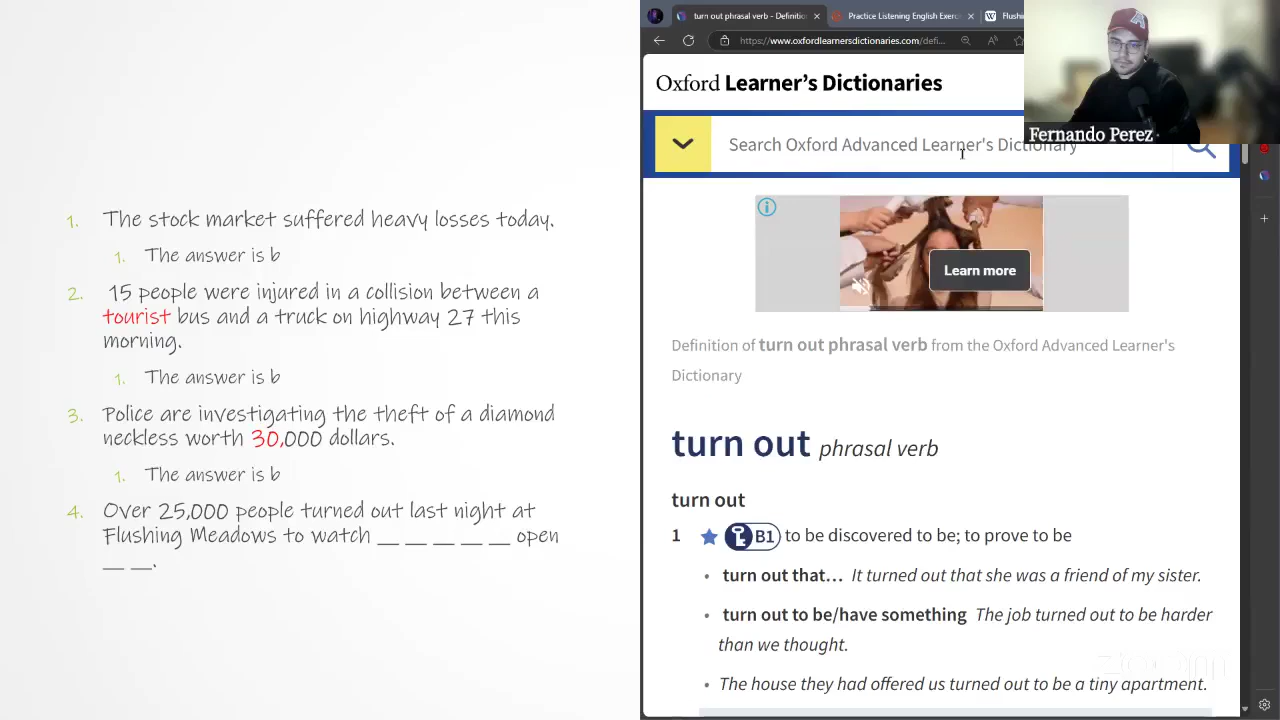 1. The stock market suffered heavy losses today.
1. The answer is b
2. 15 people were injured in a collision between a
tourist bus and a truck on highway 27 this
morning.
1. The answer is b
3. Police are investigating the theft of a diamond
neckless worth 30,000 dollars.
1. The answer is b
4. Over 25,000 people turned out last night at
Flushing Meadows to watch __ __ __ __ __ open
__ __.
turn out phrasal verb - Definitio
Practice Listening English Exerci
Flushi
https://www.oxfordlearnersdictionaries.com/defi...
Oxford Learner's Dictionaries
Fernando Perez
Search Oxford Advanced Learner's Dictionary
Learn more
Definition of turn out phrasal verb from the Oxford Advanced Learner's
Dictionary
turn out phrasal verb
turn out
1 B1 to be discovered to be; to prove to be
• turn out that… It turned out that she was a friend of my sister.
• turn out to be/have something The job turned out to be harder
than we thought.
• The house they had offered us turned out to be a tiny apartment.